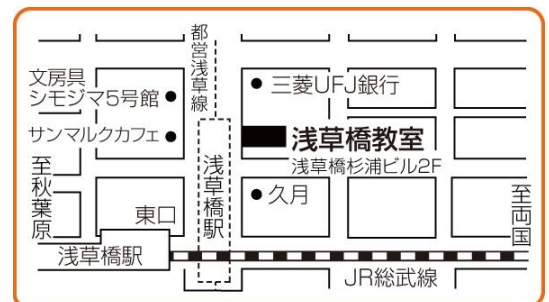 都営浅草線
文房具
シモジマ5号館
三菱UFJ銀行
サンマルクカフェ
浅草橋教室
浅草橋杉浦ビル2F
至秋葉原
浅草橋駅
久月
至両国
東口
浅草橋駅
JR総武線